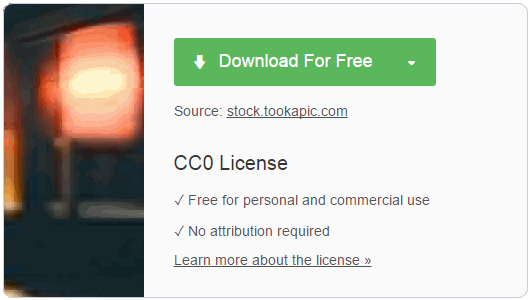 Download For Free
Source: stock.tookapic.com
CC0 License
✓ Free for personal and commercial use
✓ No attribution required
Learn more about the license »